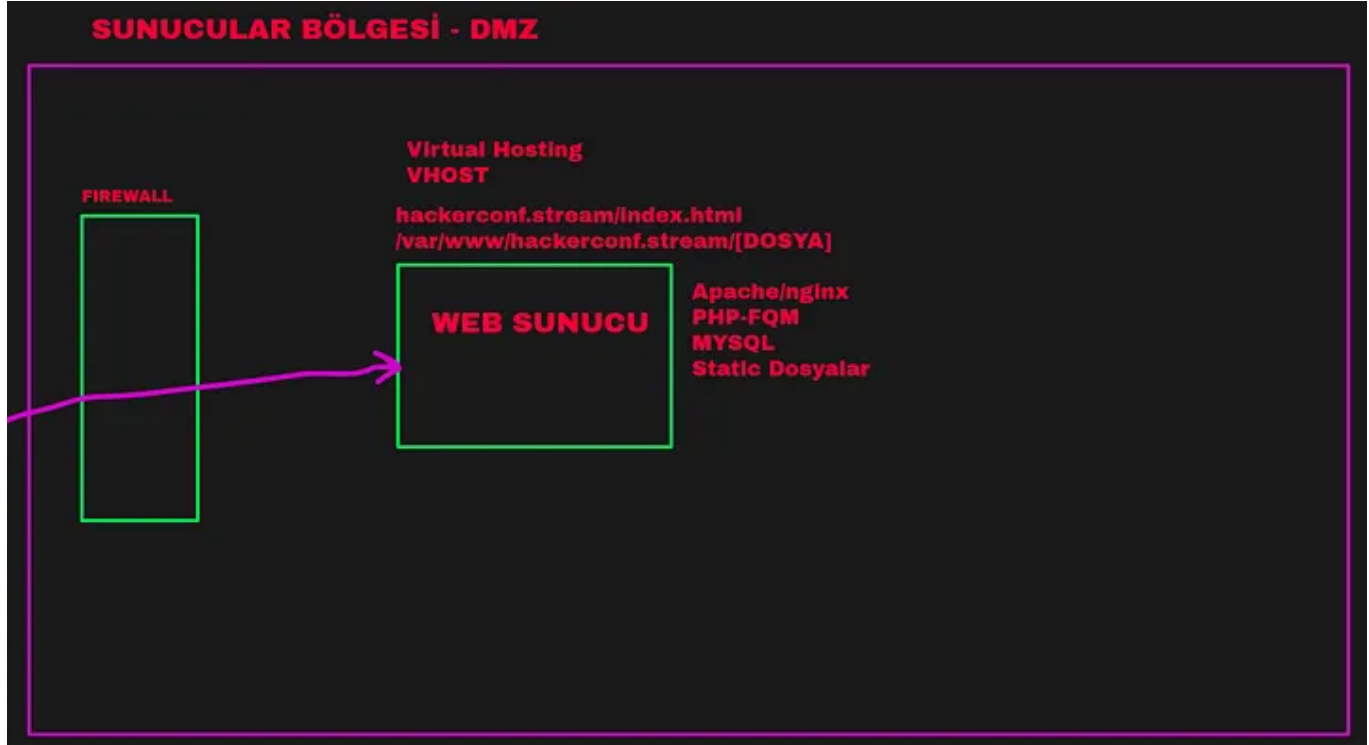 SUNUCULAR BÖLGESİ - DMZ
Virtual Hosting
VHOST
FIREWALL
hackerconf.stream/index.html
/var/www/hackerconf.stream/[DOSYA]
WEB SUNUCU
Apache/nginx
PHP-FQM
MYSQL
Static Dosyalar